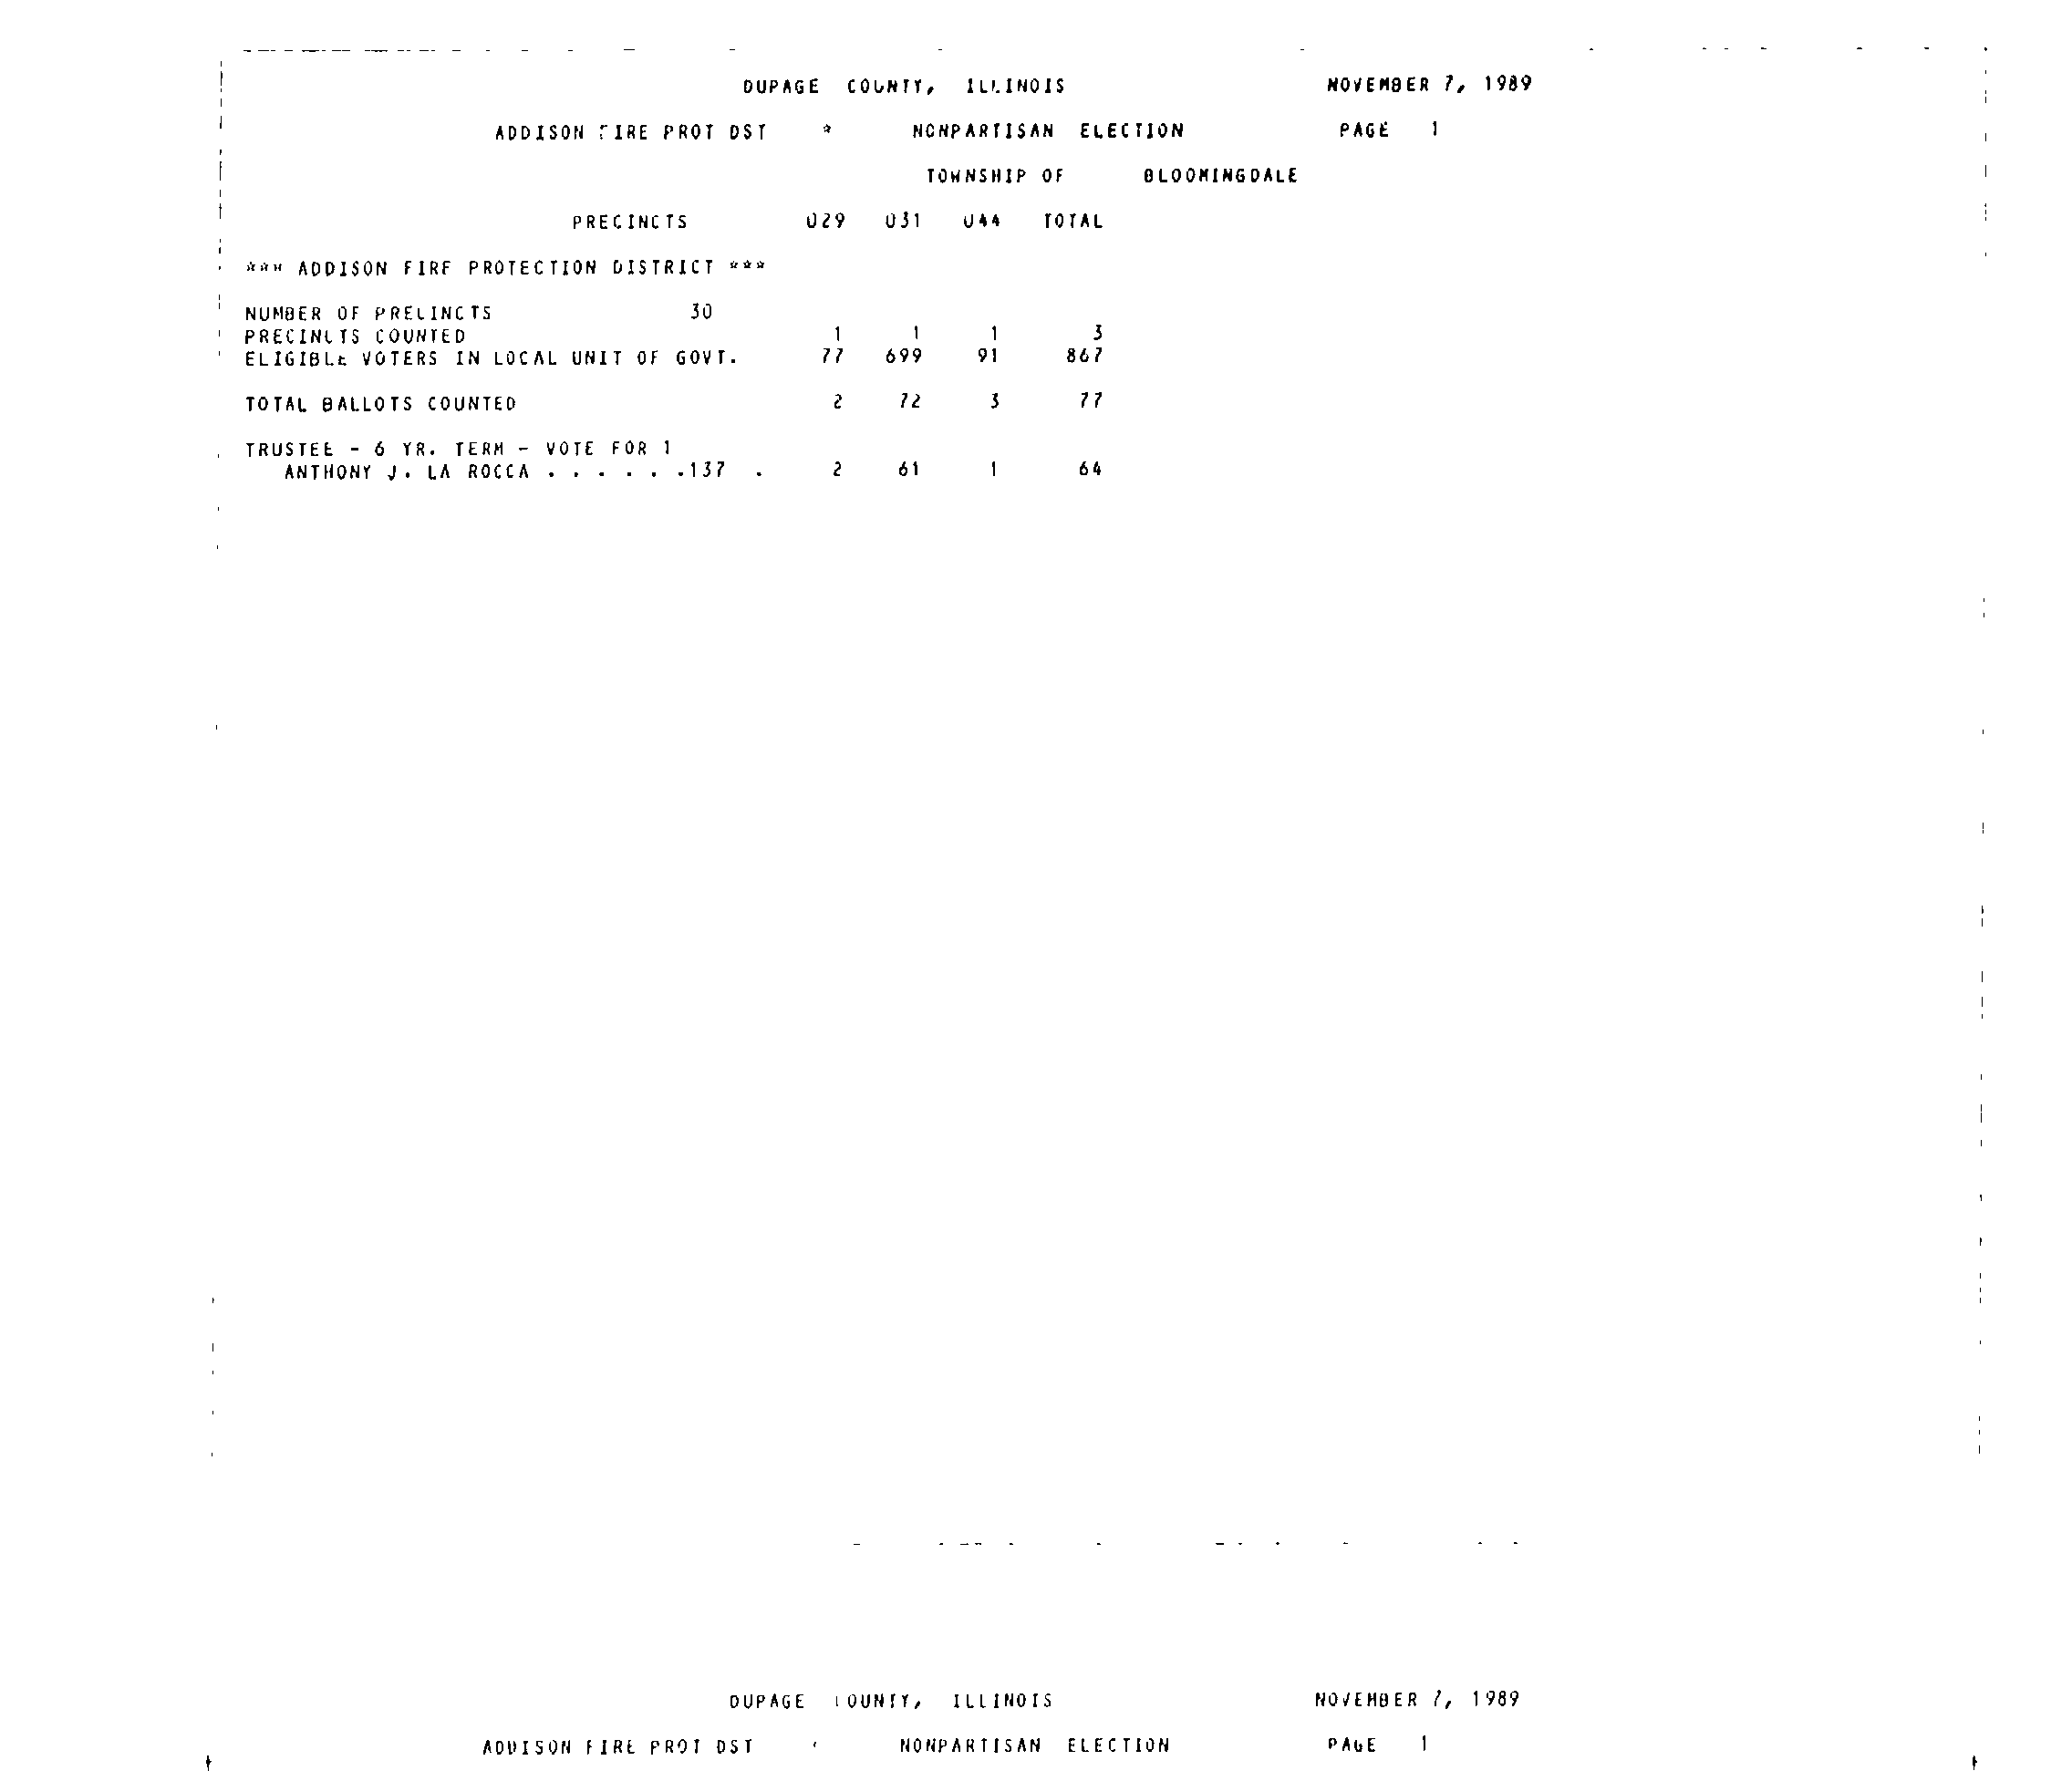 DUPAGE COUNTY, ILLINOIS NOVEMBER 7, 1989
ADDISON FIRE PROT DST * NONPARTISAN ELECTION PAGE 1
TOWNSHIP OF BLOOMINGDALE
PRECINCTS 029 031 044 TOTAL
*** ADDISON FIRE PROTECTION DISTRICT ***
NUMBER OF PRECINCTS 30
PRECINCTS COUNTED 1 1 1 3
ELIGIBLE VOTERS IN LOCAL UNIT OF GOVT. 77 699 91 867
TOTAL BALLOTS COUNTED 2 72 3 77
TRUSTEE - 6 YR. TERM - VOTE FOR 1
ANTHONY J. LA ROCCA . . . . . .137 . 2 61 1 64
DUPAGE COUNTY, ILLINOIS NOVEMBER 7, 1989
ADDISON FIRE PROT DST * NONPARTISAN ELECTION PAGE 1